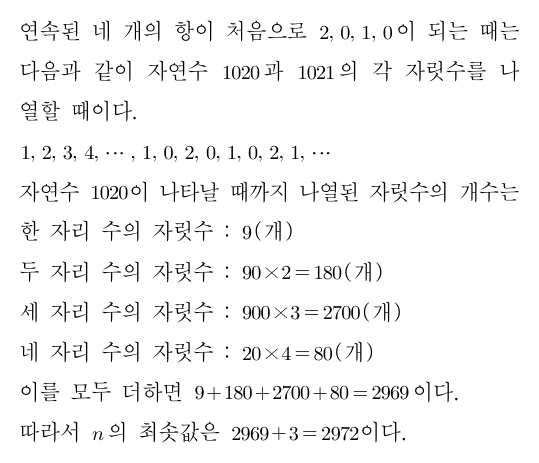 연속된 네 개의 항이 처음으로 2, 0, 1, 0이 되는 때는
다음과 같이 자연수 1020과 1021의 각 자릿수를 나
열할 때이다.
1, 2, 3, 4, ⋯ , 1, 0, 2, 0, 1, 0, 2, 1, ⋯
자연수 1020이 나타날 때까지 나열된 자릿수의 개수는
한 자리 수의 자릿수 : 9(개)
두 자리 수의 자릿수 : 90×2=180(개)
세 자리 수의 자릿수 : 900×3=2700(개)
네 자리 수의 자릿수 : 20×4=80(개)
이를 모두 더하면 9+180+2700+80=2969이다.
따라서 n의 최솟값은 2969+3=2972이다.